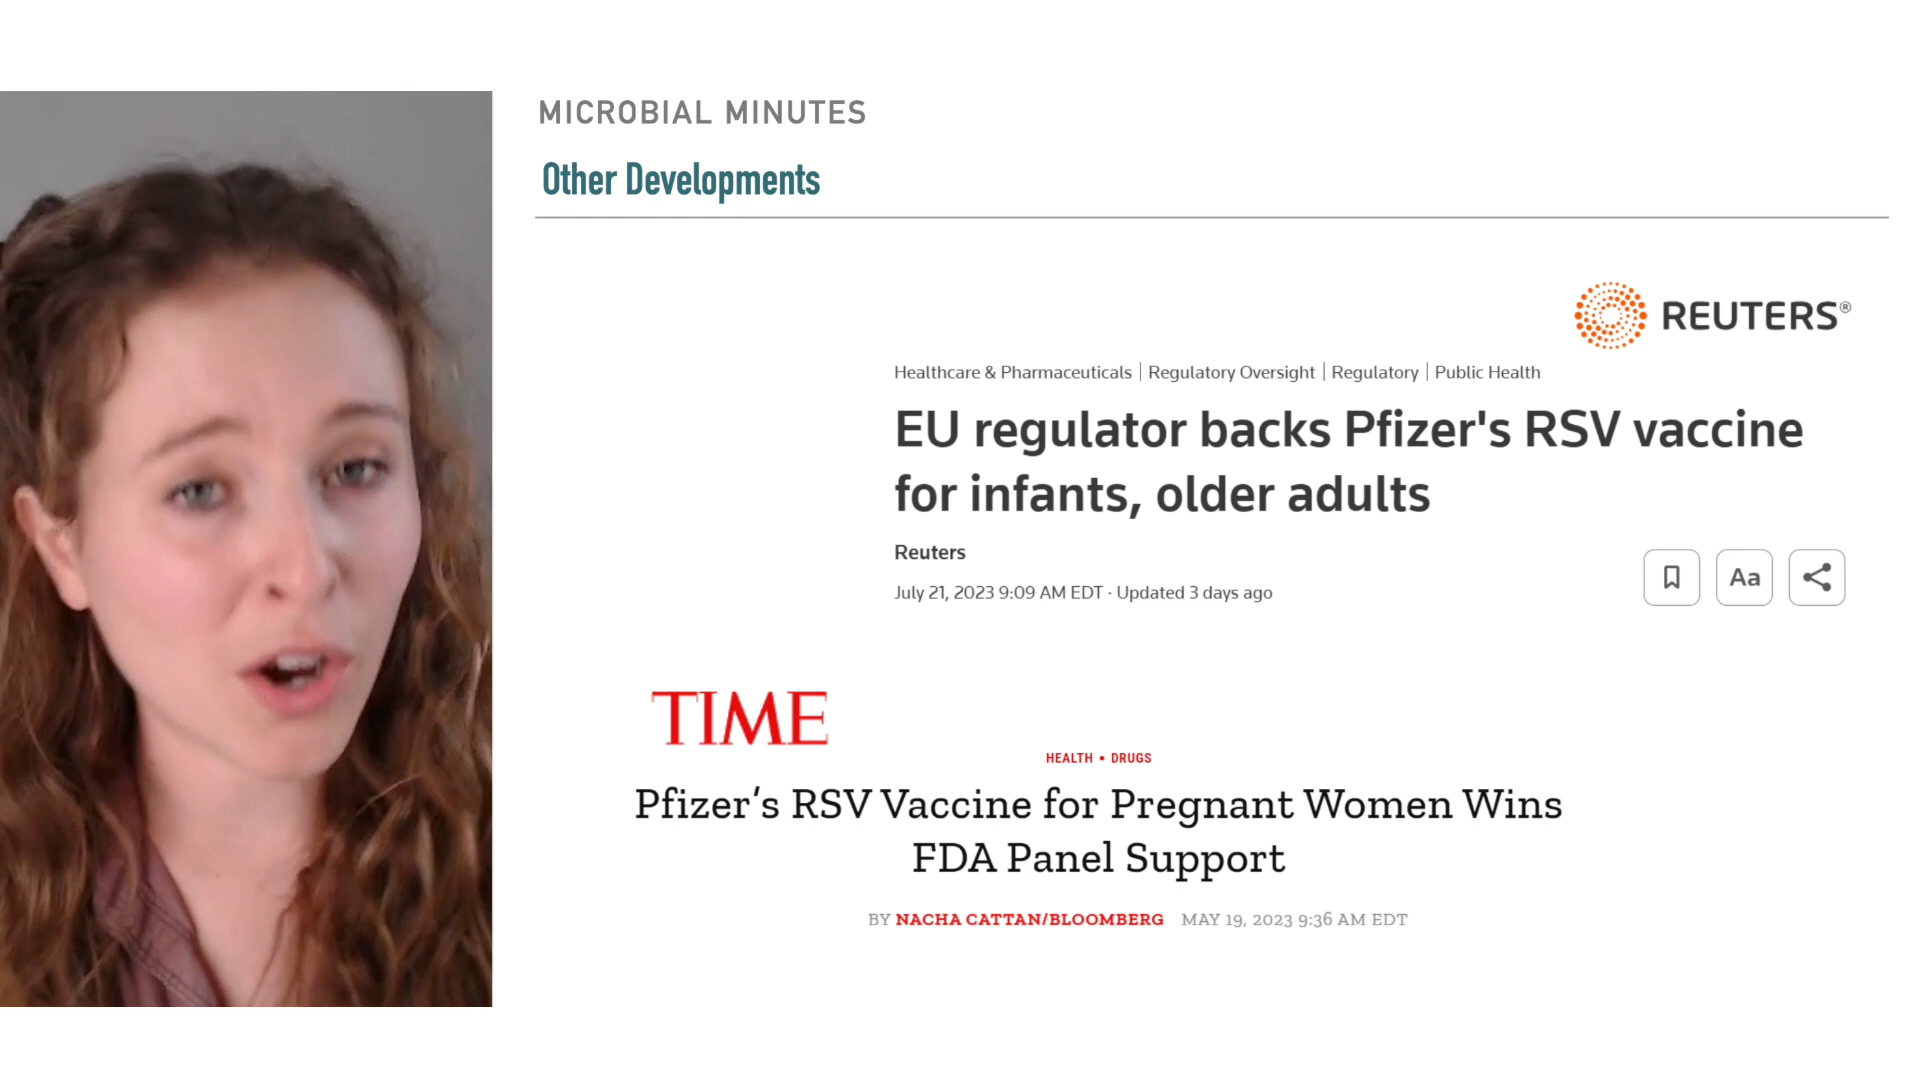 MICROBIAL MINUTES
Other Developments
REUTERS®
Healthcare & Pharmaceuticals | Regulatory Oversight | Regulatory | Public Health
EU regulator backs Pfizer's RSV vaccine
for infants, older adults
Reuters
July 21, 2023 9:09 AM EDT · Updated 3 days ago
Aa
TIME
HEALTH • DRUGS
Pfizer’s RSV Vaccine for Pregnant Women Wins
FDA Panel Support
BY NACHA CATTAN/BLOOMBERG MAY 19, 2023 9:36 AM EDT